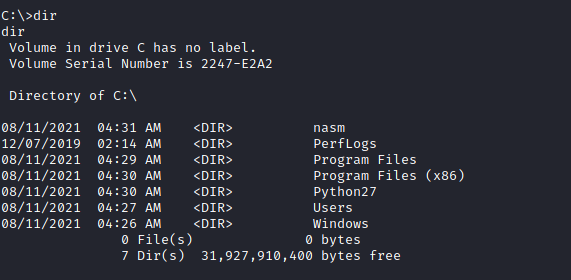 C:\>dir
dir
 Volume in drive C has no label.
 Volume Serial Number is 2247-E2A2

 Directory of C:\

08/11/2021  04:31 AM    <DIR>          nasm
12/07/2019  02:14 AM    <DIR>          PerfLogs
08/11/2021  04:29 AM    <DIR>          Program Files
08/11/2021  04:30 AM    <DIR>          Program Files (x86)
08/11/2021  04:30 AM    <DIR>          Python27
08/11/2021  04:27 AM    <DIR>          Users
08/11/2021  04:26 AM    <DIR>          Windows
               0 File(s)              0 bytes
               7 Dir(s)  31,927,910,400 bytes free